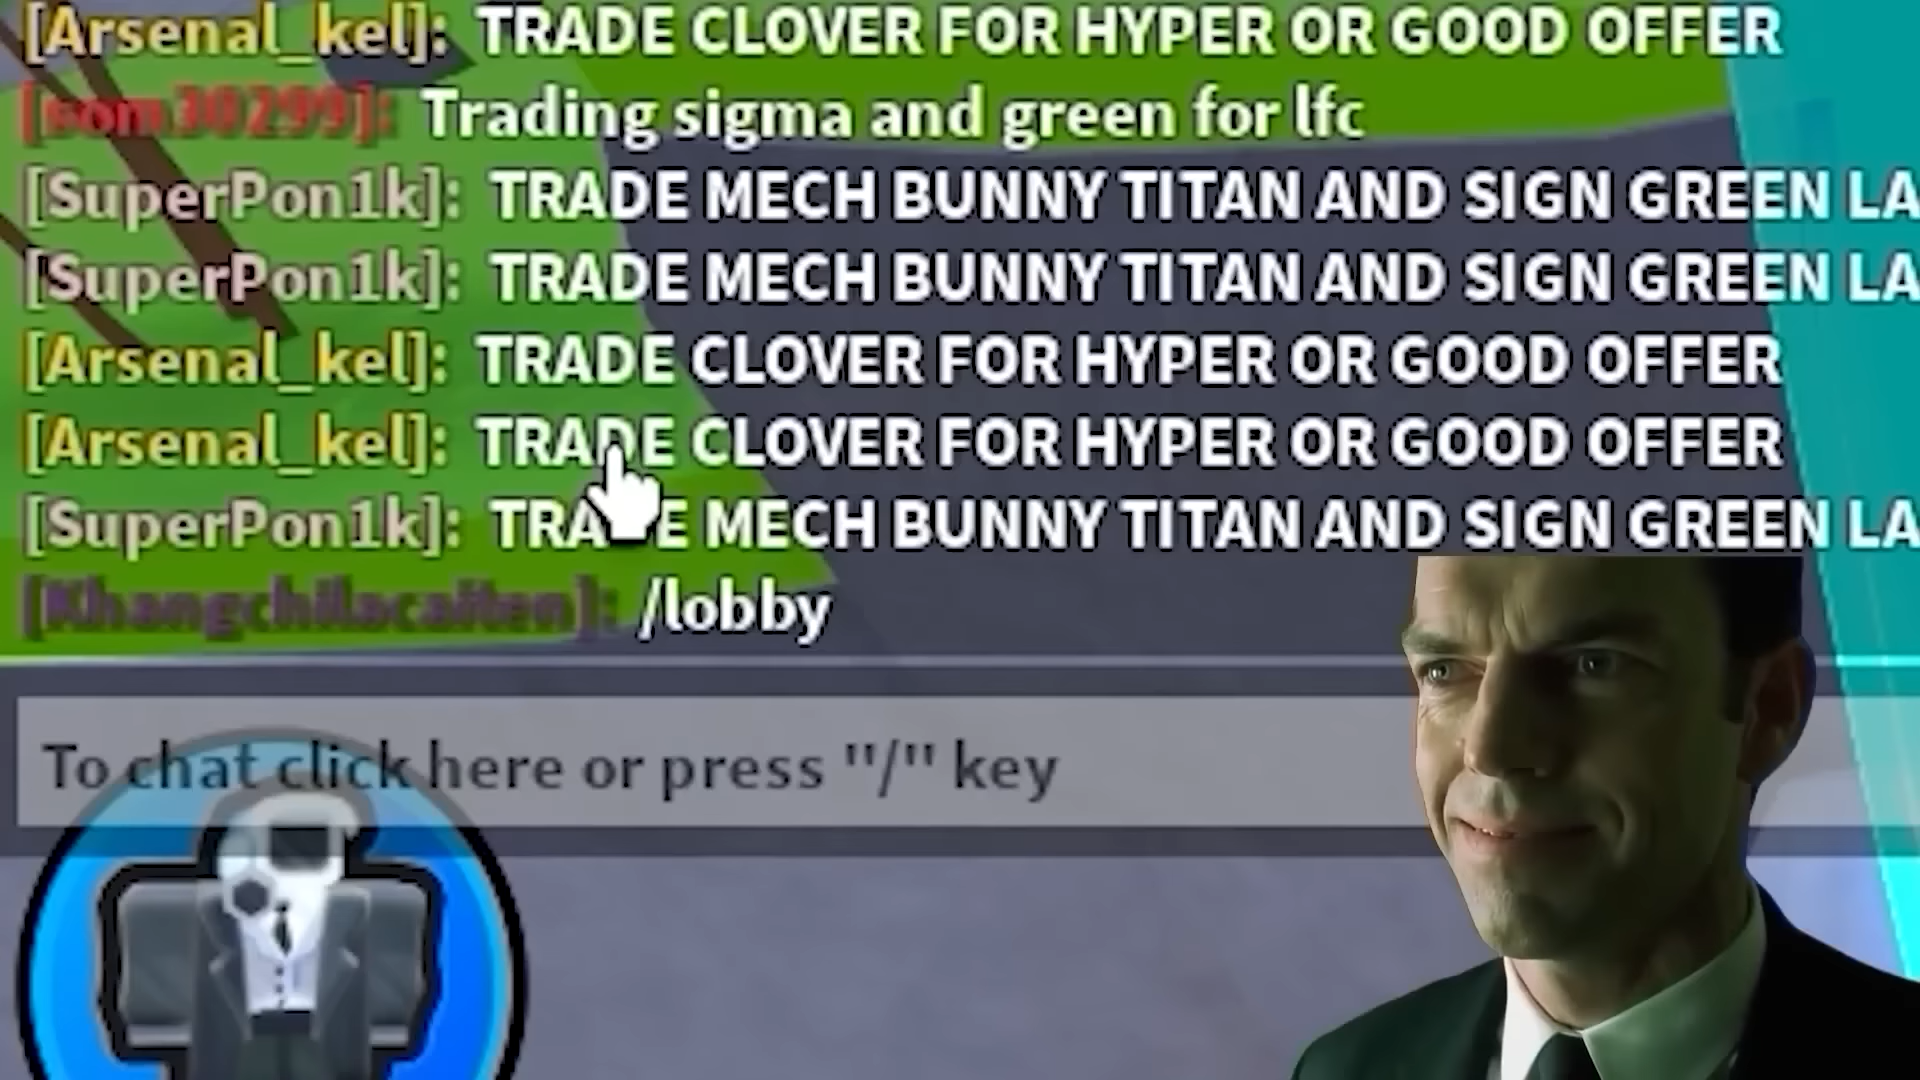 [Arsenal_kel]: TRADE CLOVER FOR HYPER OR GOOD OFFER
[som30299]: Trading sigma and green for lfc
[SuperPon1k]: TRADE MECH BUNNY TITAN AND SIGN GREEN LA
[SuperPon1k]: TRADE MECH BUNNY TITAN AND SIGN GREEN LA
[Arsenal_kel]: TRADE CLOVER FOR HYPER OR GOOD OFFER
[Arsenal_kel]: TRADE CLOVER FOR HYPER OR GOOD OFFER
[SuperPon1k]: TRADE MECH BUNNY TITAN AND SIGN GREEN LA
[Khangchilacaiten]: /lobby
To chat click here or press "/" key